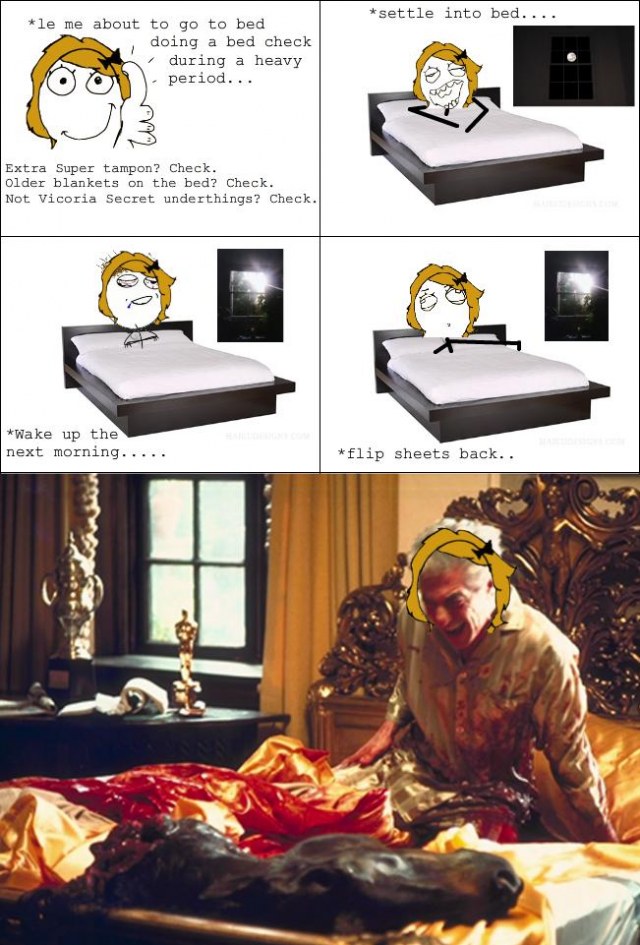 *le me about to go to bed
doing a bed check
during a heavy
period...
Extra Super tampon? Check.
Older blankets on the bed? Check.
Not Vicoria Secret underthings? Check.
*settle into bed....
*Wake up the
next morning.....
*flip sheets back..